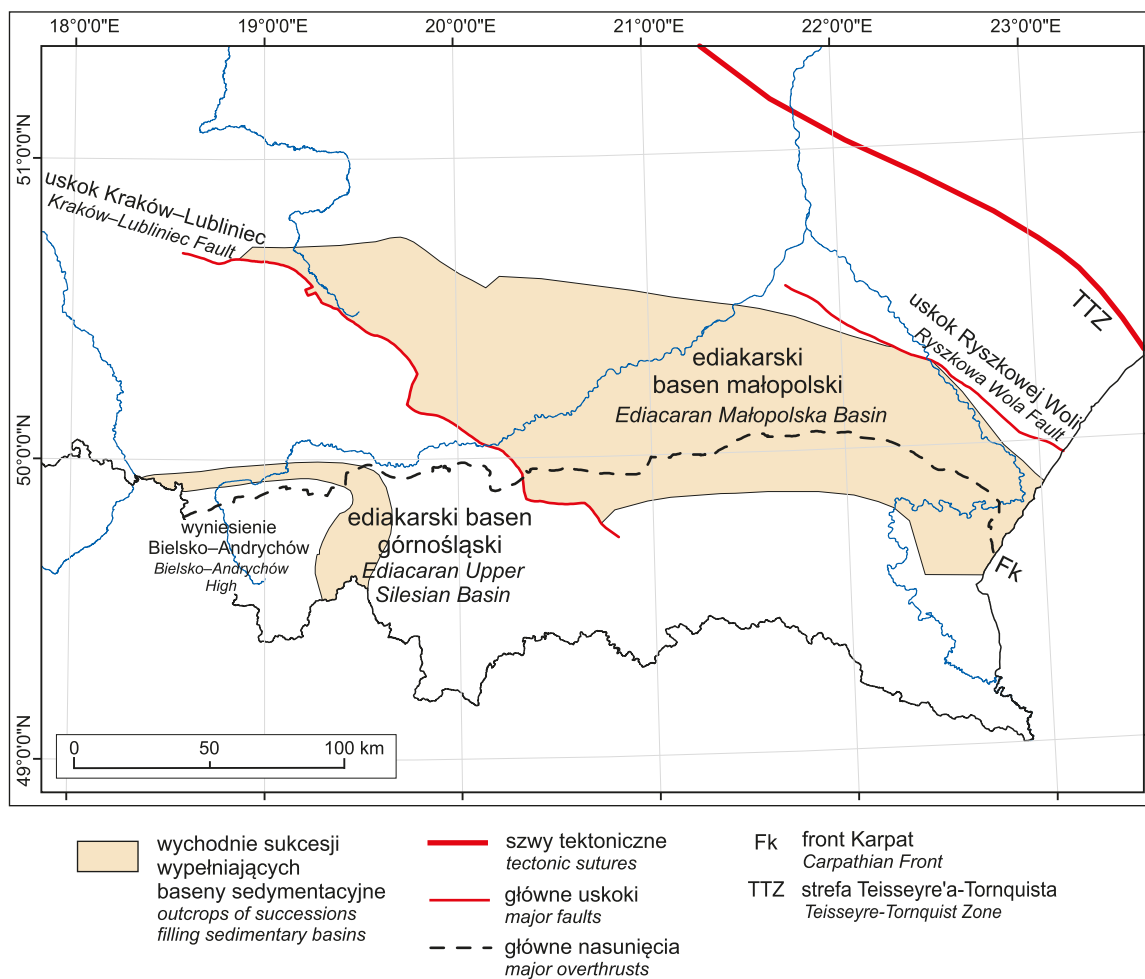 18°0'0"E
19°0'0"E
20°0'0"E
21°0'0"E
22°0'0"E
23°0'0"E
51°0'0"N
50°0'0"N
49°0'0"N
uskok Kraków–Lubliniec
Kraków–Lubliniec Fault
TTZ
uskok Ryszkowej Woli
Ryszkowa Wola Fault
ediakarski
basen małopolski
Ediacaran Małopolska Basin
wyniesienie
Bielsko–Andrychów
Bielsko–Andrychów
High
ediakarski basen
górnośląski
Ediacaran Upper
Silesian Basin
Fk
0 50 100 km
wychodnie sukcesji
wypełniających
baseny sedymentacyjne
outcrops of successions
filling sedimentary basins
szwy tektoniczne
tectonic sutures
główne uskoki
major faults
główne nasunięcia
major overthrusts
Fk front Karpat
Carpathian Front
TTZ strefa Teisseyre'a-Tornquista
Teisseyre-Tornquist Zone